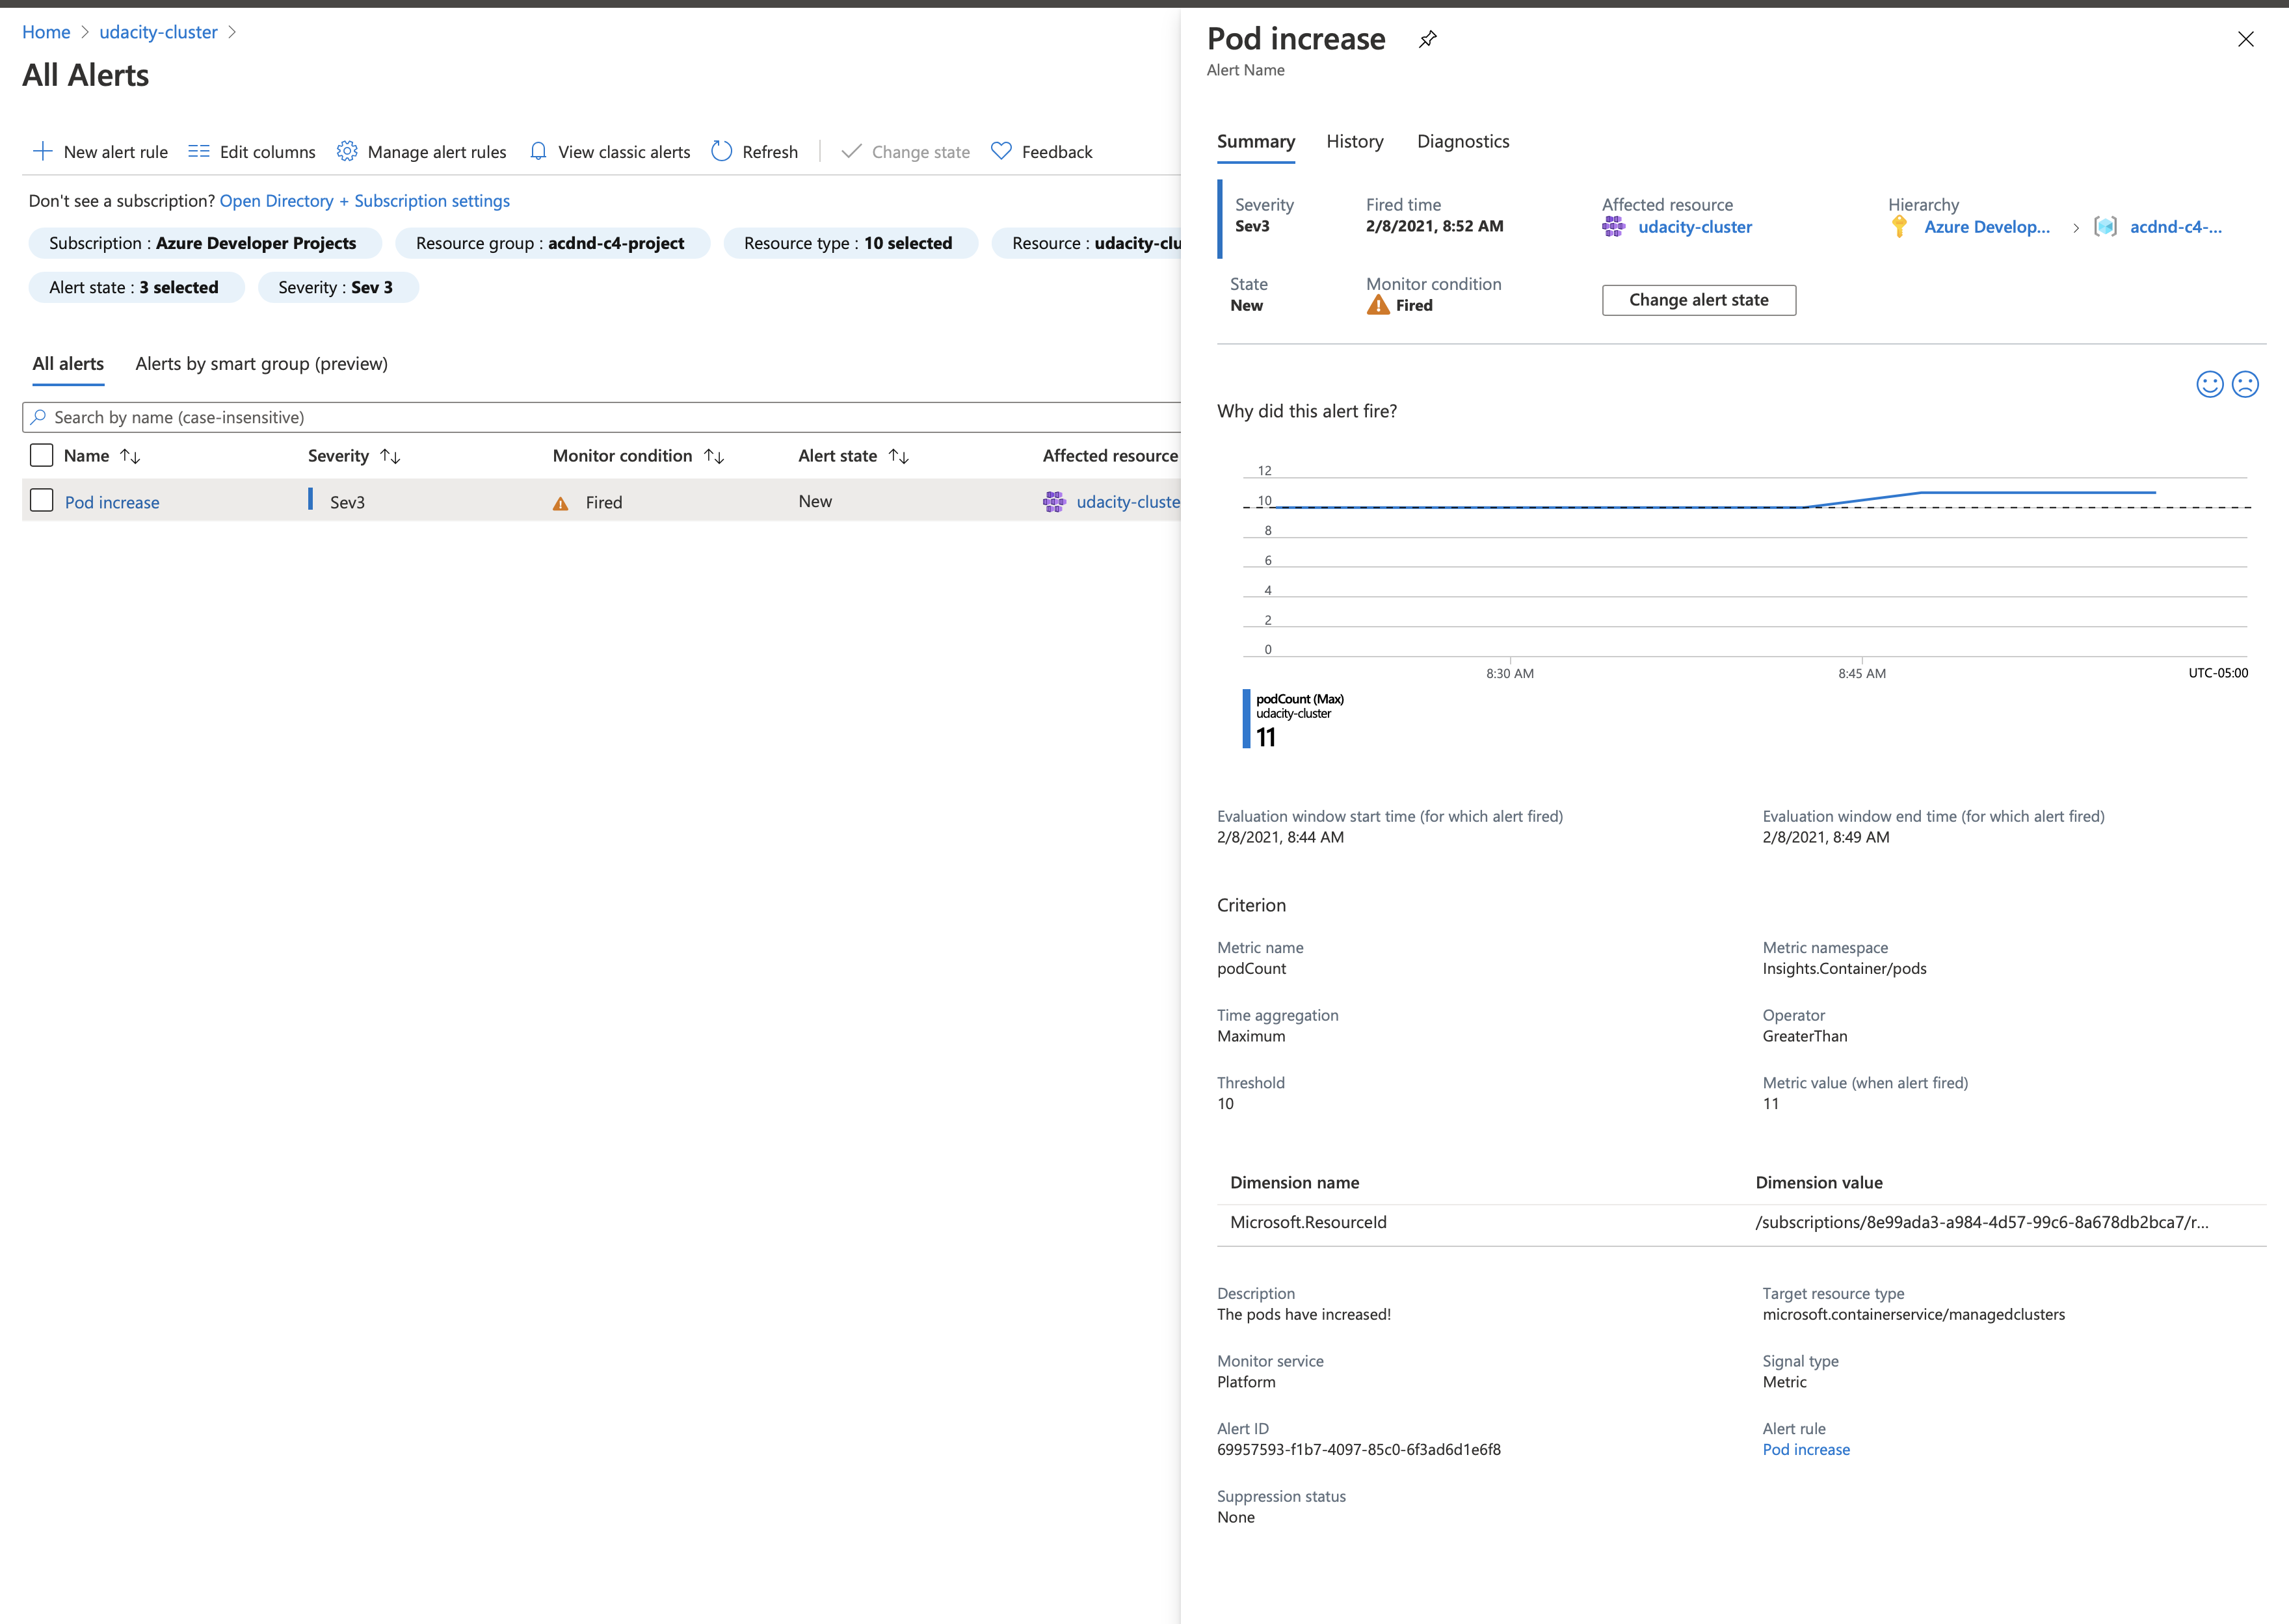 Home > udacity-cluster >
All Alerts
New alert rule Edit columns Manage alert rules View classic alerts Refresh Change state Feedback
Don't see a subscription? Open Directory + Subscription settings
Subscription : Azure Developer Projects Resource group : acdnd-c4-project Resource type : 10 selected Resource : udacity-clu
Alert state : 3 selected Severity : Sev 3
All alerts Alerts by smart group (preview)
Search by name (case-insensitive)
Name Severity Monitor condition Alert state Affected resource
Pod increase Sev3 Fired New udacity-cluste
Pod increase
Alert Name
Summary History Diagnostics
Severity Fired time Affected resource Hierarchy
Sev3 2/8/2021, 8:52 AM udacity-cluster Azure Develop... > acdnd-c4-...
State Monitor condition
New Fired
Change alert state
Why did this alert fire?
12
10
8
6
4
2
0
8:30 AM 8:45 AM UTC-05:00
podCount (Max)
udacity-cluster
11
Evaluation window start time (for which alert fired) Evaluation window end time (for which alert fired)
2/8/2021, 8:44 AM 2/8/2021, 8:49 AM
Criterion
Metric name Metric namespace
podCount Insights.Container/pods
Time aggregation Operator
Maximum GreaterThan
Threshold Metric value (when alert fired)
10 11
Dimension name Dimension value
Microsoft.ResourceId /subscriptions/8e99ada3-a984-4d57-99c6-8a678db2bca7/r...
Description Target resource type
The pods have increased! microsoft.containerservice/managedclusters
Monitor service Signal type
Platform Metric
Alert ID Alert rule
69957593-f1b7-4097-85c0-6f3ad6d1e6f8 Pod increase
Suppression status
None